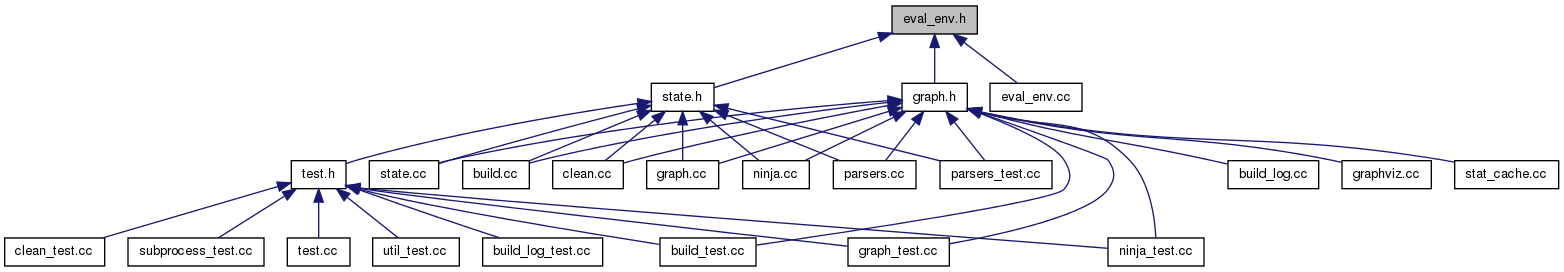 eval_env.h
state.h
graph.h
eval_env.cc
test.h
state.cc
build.cc
clean.cc
graph.cc
ninja.cc
parsers.cc
parsers_test.cc
build_log.cc
graphviz.cc
stat_cache.cc
clean_test.cc
subprocess_test.cc
test.cc
util_test.cc
build_log_test.cc
build_test.cc
graph_test.cc
ninja_test.cc